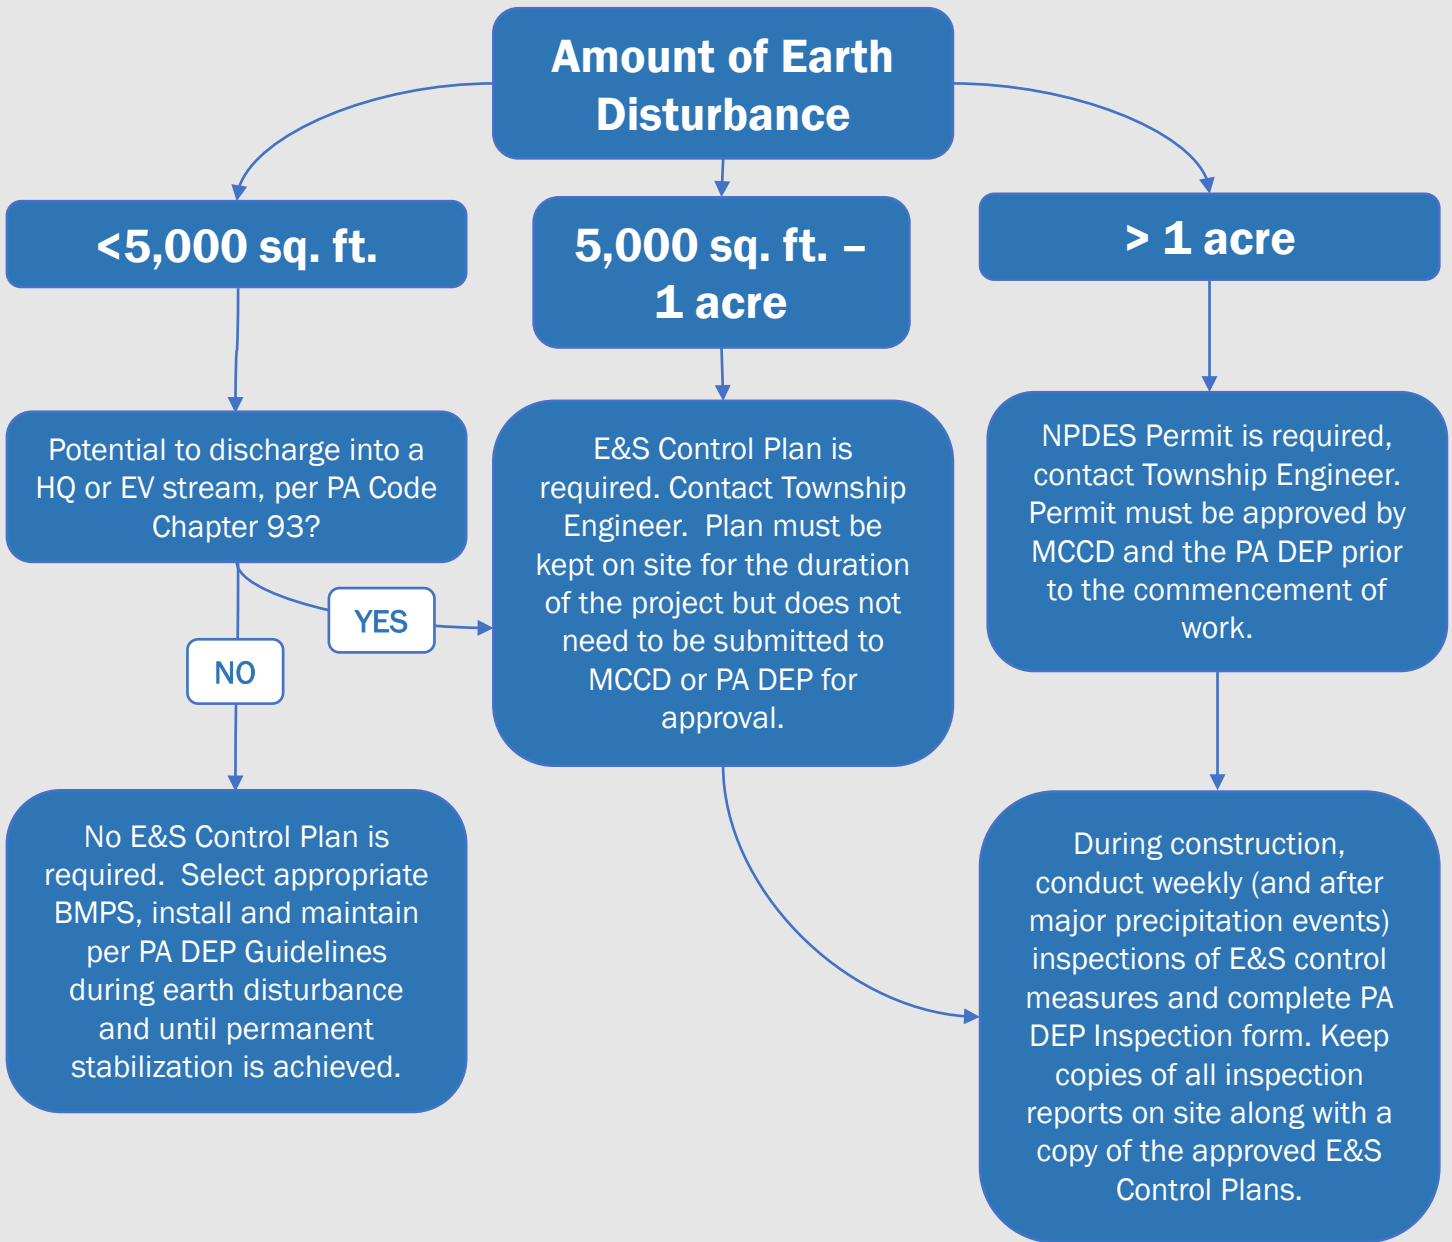 Amount of Earth
Disturbance
<5,000 sq. ft.
5,000 sq. ft. –
1 acre
> 1 acre
Potential to discharge into a
HQ or EV stream, per PA Code
Chapter 93?
YES
NO
E&S Control Plan is
required. Contact Township
Engineer.  Plan must be
kept on site for the duration
of the project but does not
need to be submitted to
MCCD or PA DEP for
approval.
NPDES Permit is required,
contact Township Engineer.
Permit must be approved by
MCCD and the PA DEP prior
to the commencement of
work.
No E&S Control Plan is
required.  Select appropriate
BMPS, install and maintain
per PA DEP Guidelines
during earth disturbance
and until permanent
stabilization is achieved.
During construction,
conduct weekly (and after
major precipitation events)
inspections of E&S control
measures and complete PA
DEP Inspection form. Keep
copies of all inspection
reports on site along with a
copy of the approved E&S
Control Plans.